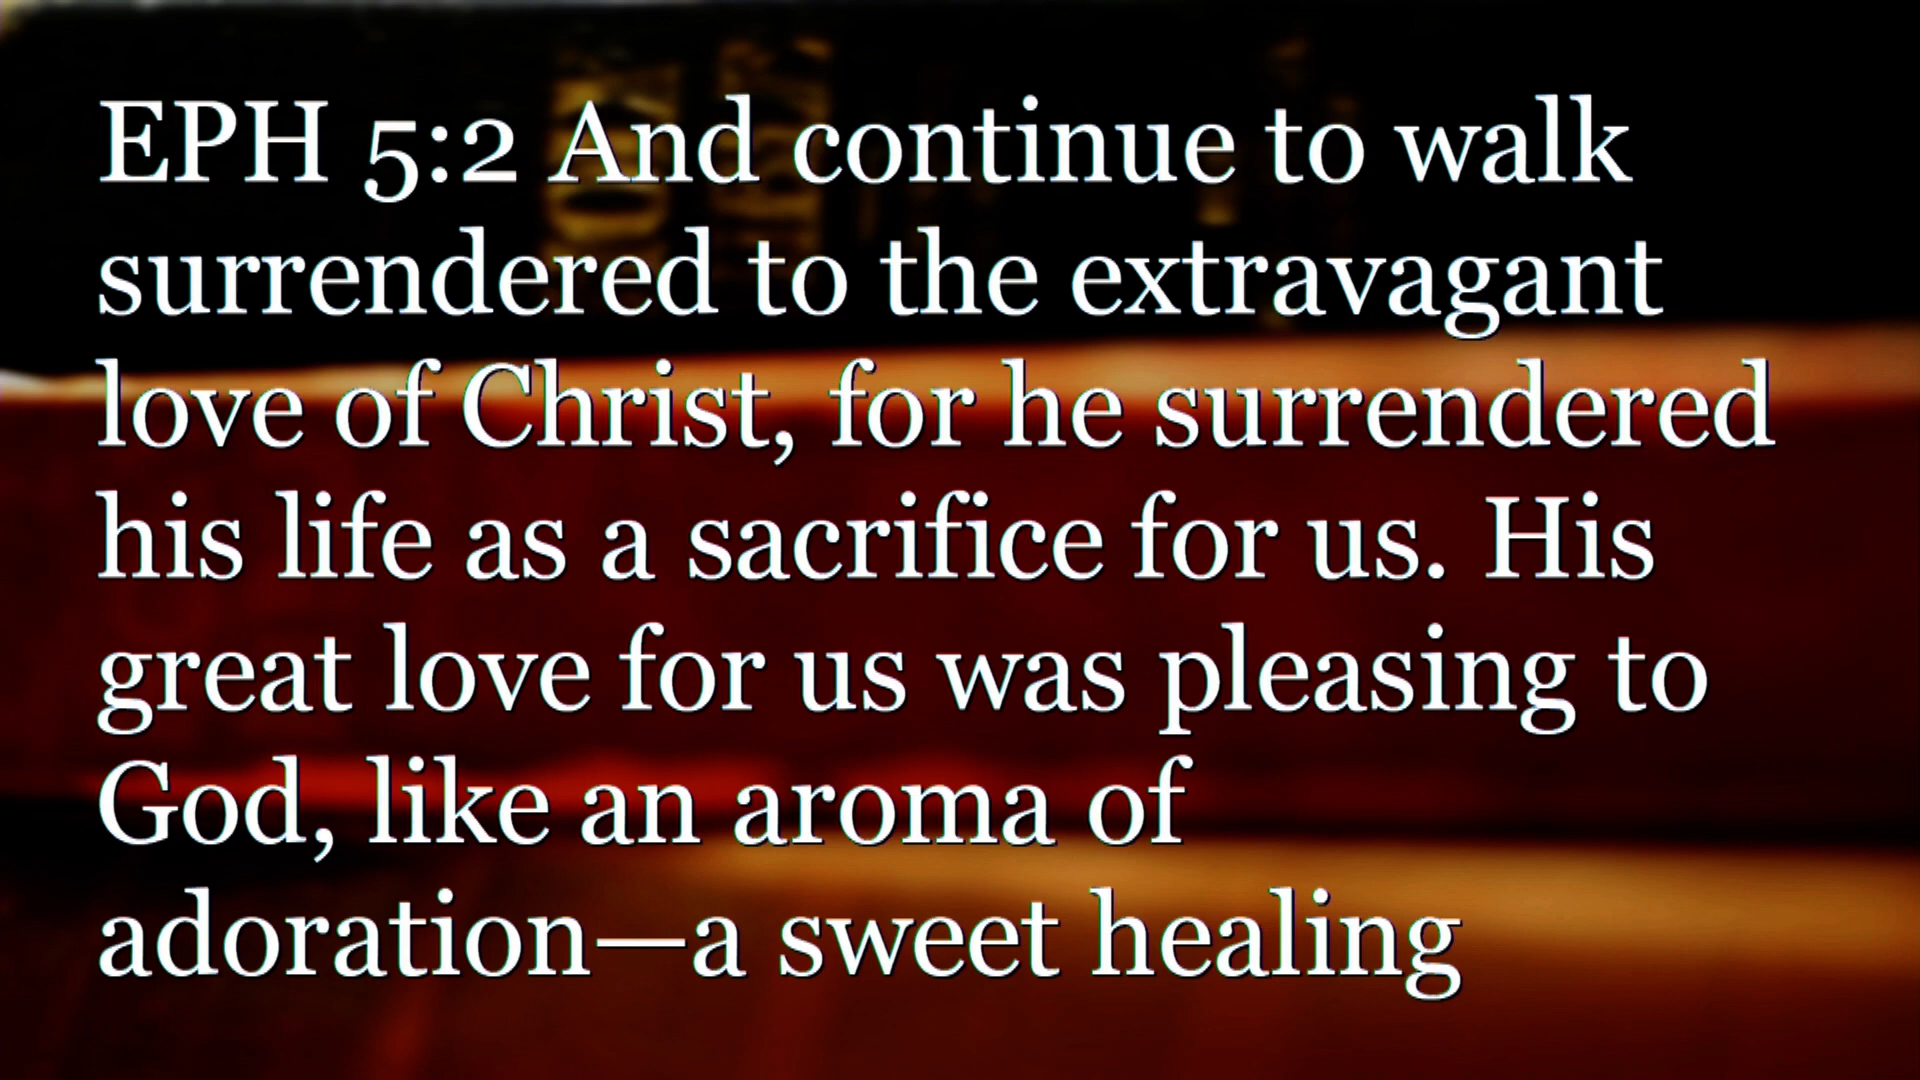 EPH 5:2 And continue to walk
surrendered to the extravagant
love of Christ, for he surrendered
his life as a sacrifice for us. His
great love for us was pleasing to
God, like an aroma of
adoration—a sweet healing